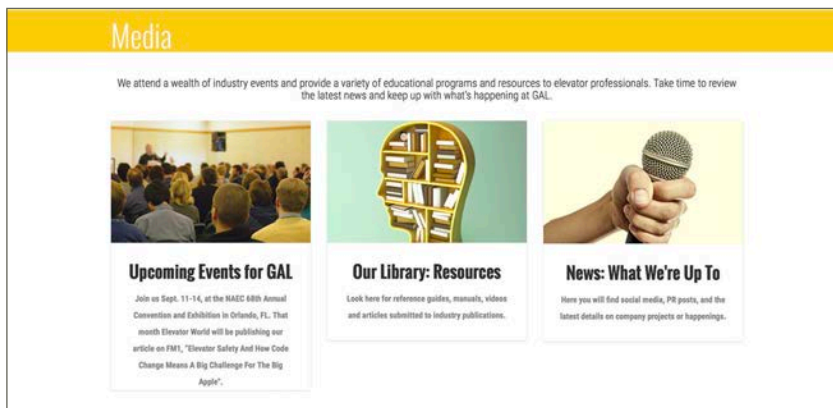 Media
We attend a wealth of industry events and provide a variety of educational programs and resources to elevator professionals. Take time to review
the latest news and keep up with what's happening at GAL.
Upcoming Events for GAL
Join us Sept. 11-14, at the NAEC 68th Annual
Convention and Exhibition in Orlando, FL. That
month Elevator World will be publishing our
article on FM1, "Elevator Safety And How Code
Change Means A Big Challenge For The Big
Apple".
Our Library: Resources
Look here for reference guides, manuals, videos
and articles submitted to industry publications.
News: What We're Up To
Here you will find social media, PR posts, and the
latest details on company projects or happenings.